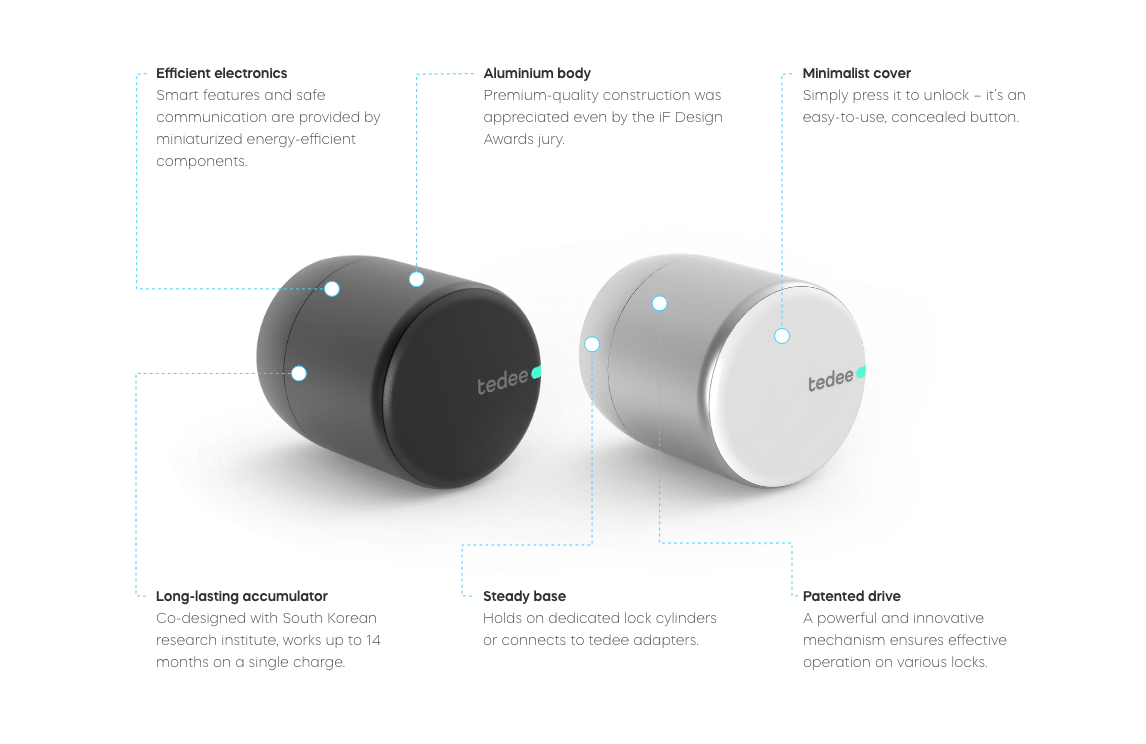 Efficient electronics
Smart features and safe
communication are provided by
miniaturized energy-efficient
components.
Aluminium body
Premium-quality construction was
appreciated even by the iF Design
Awards jury.
Minimalist cover
Simply press it to unlock – it's an
easy-to-use, concealed button.
tedee
tedee
Long-lasting accumulator
Co-designed with South Korean
research institute, works up to 14
months on a single charge.
Steady base
Holds on dedicated lock cylinders
or connects to tedee adapters.
Patented drive
A powerful and innovative
mechanism ensures effective
operation on various locks.